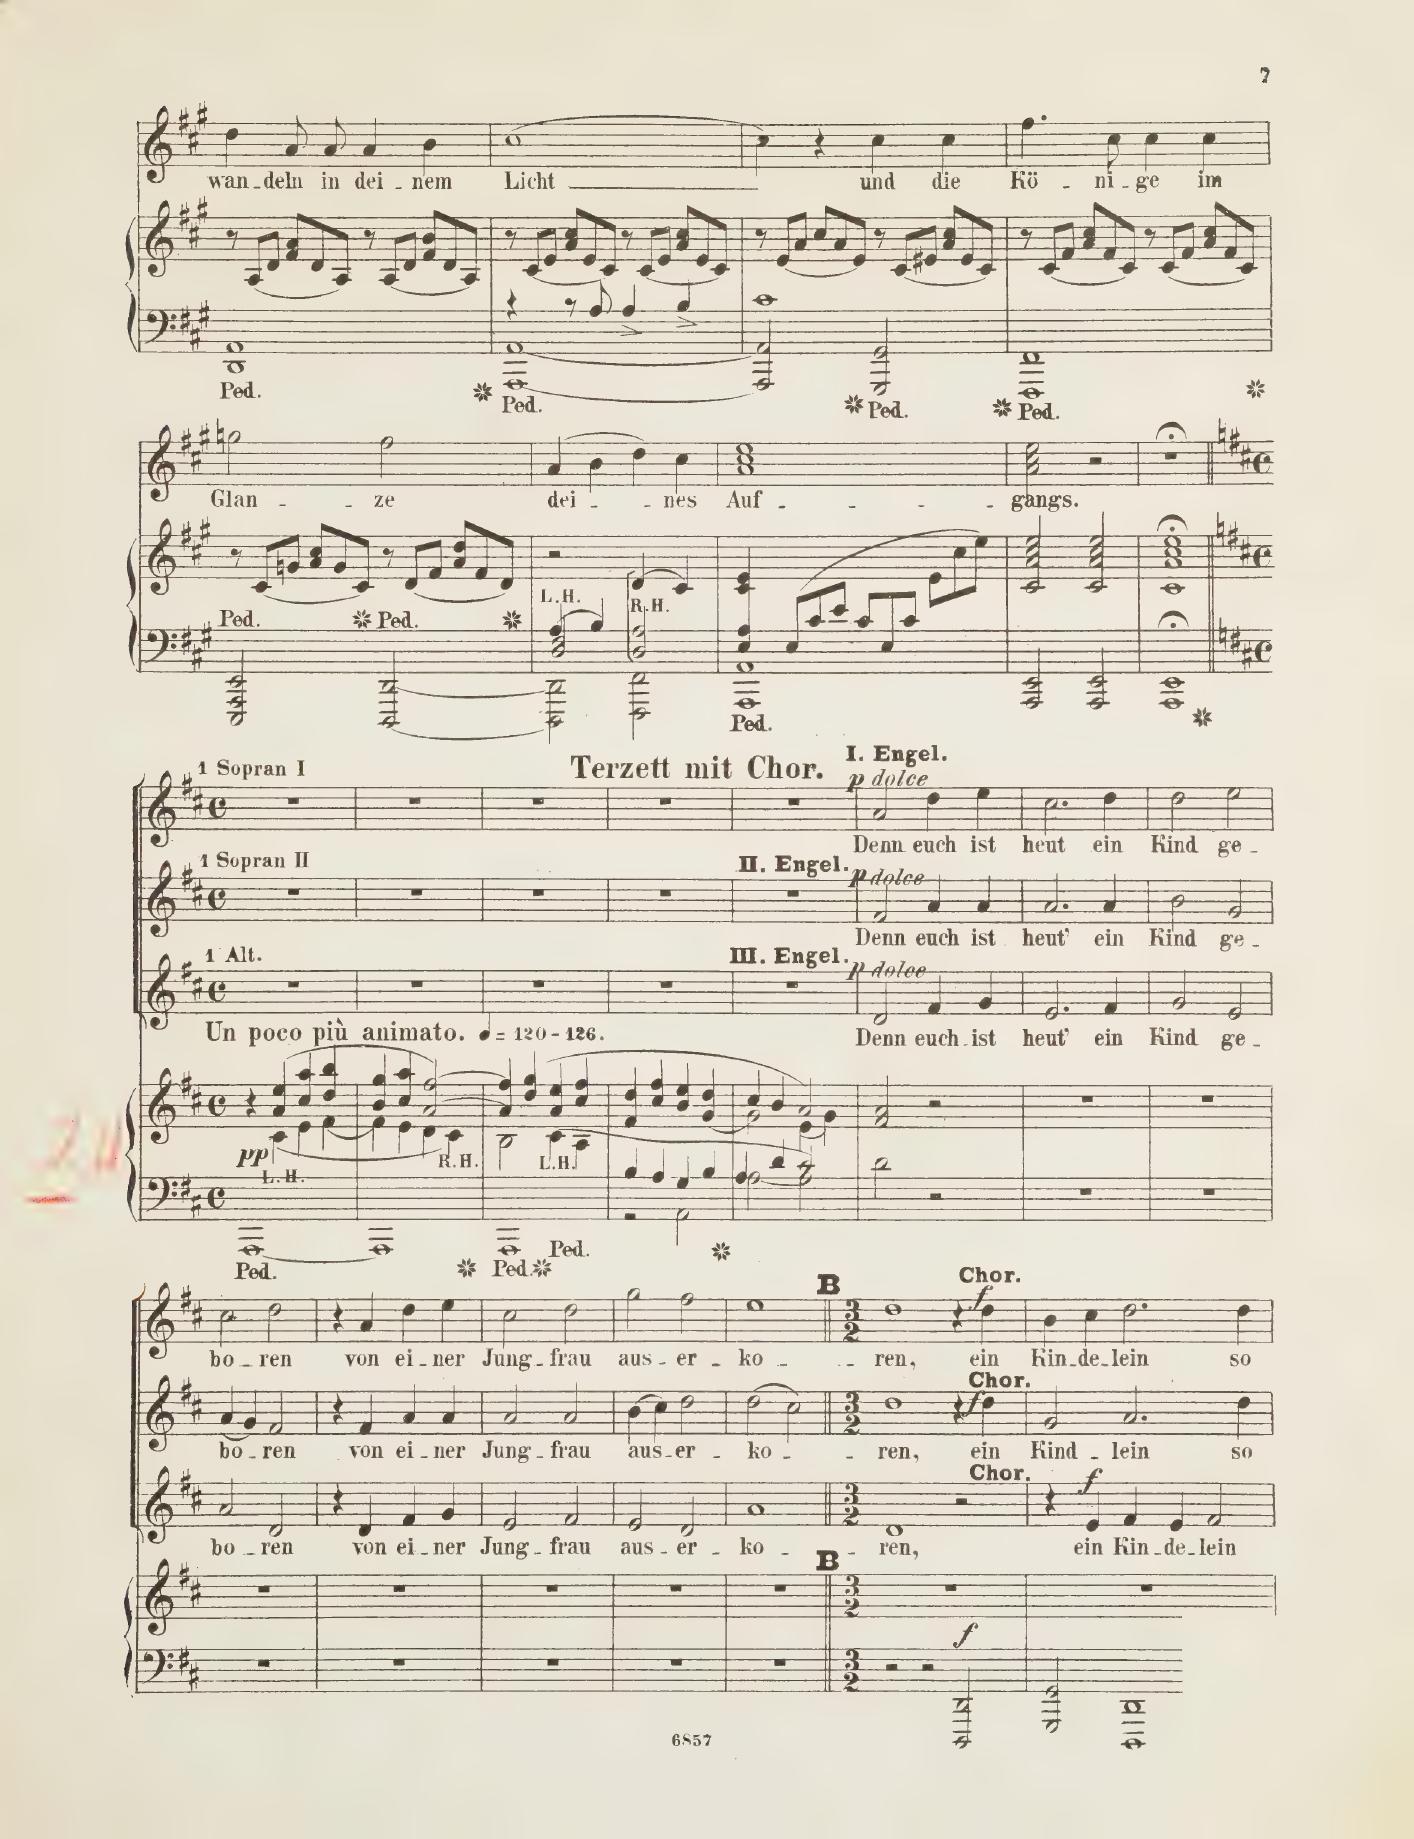 7
wan-deln in dei-nem Licht und die Kö-ni-ge im
Ped. Ped. Ped. Ped.
Glan-ze dei-nes Auf-gangs.
L.H. R.H.
Ped. Ped.
Ped.
Terzett mit Chor.
I. Engel.
1 Sopran I
p dolce
Denn euch ist heut ein Kind ge-
1 Sopran II
II. Engel.
p dolce
Denn euch ist heut' ein Kind ge-
1 Alt.
III. Engel.
p dolce
Un poco più animato. ♩= 120-126.
Denn euch ist heut' ein Kind ge-
pp
L.H. R.H. L.H.
Ped. Ped. Ped.
B
Chor.
f
bo-ren von ei-ner Jung-frau aus-er-ko-ren, ein Kin-de-lein so
Chor.
f
bo-ren von ei-ner Jung-frau aus-er-ko-ren, ein Kind-lein so
Chor.
f
bo-ren von ei-ner Jung-frau aus-er-ko-ren, ein Kin-de-lein
B
f
6857